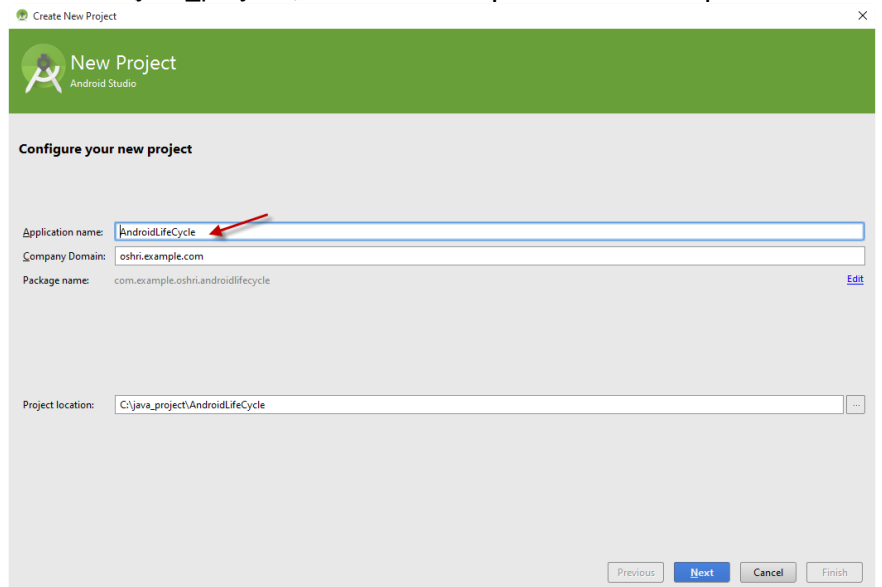 Create New Project
New Project
Android Studio
Configure your new project
Application name: AndroidLifeCycle
Company Domain: oshri.example.com
Package name: com.example.oshri.androidlifecycle Edit
Project location: C:\java_project\AndroidLifeCycle ...
Previous Next Cancel Finish